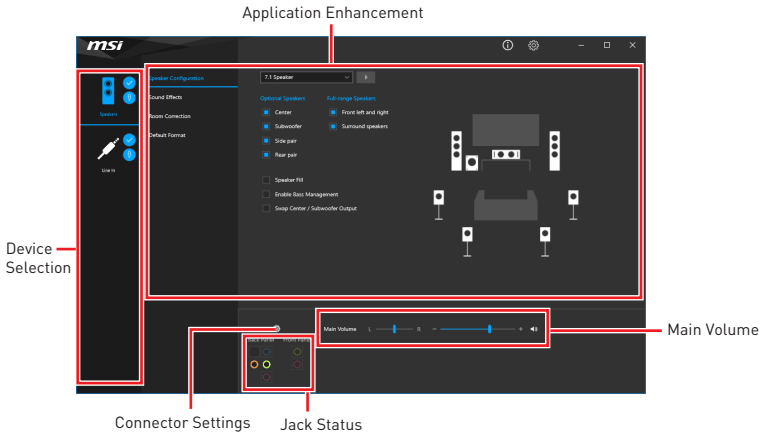 Application Enhancement
msi
Speaker Configuration
Sound Effects
Room Correction
Default Format
Speakers
Line In
7.1 Speaker
Optional Speakers
Full-range Speakers
Center
Front left and right
Subwoofer
Surround speakers
Side pair
Rear pair
Speaker Fill
Enable Bass Management
Swap Center / Subwoofer Output
Device Selection
Main Volume L R - +
Main Volume
Back Panel
Front Panel
Connector Settings
Jack Status